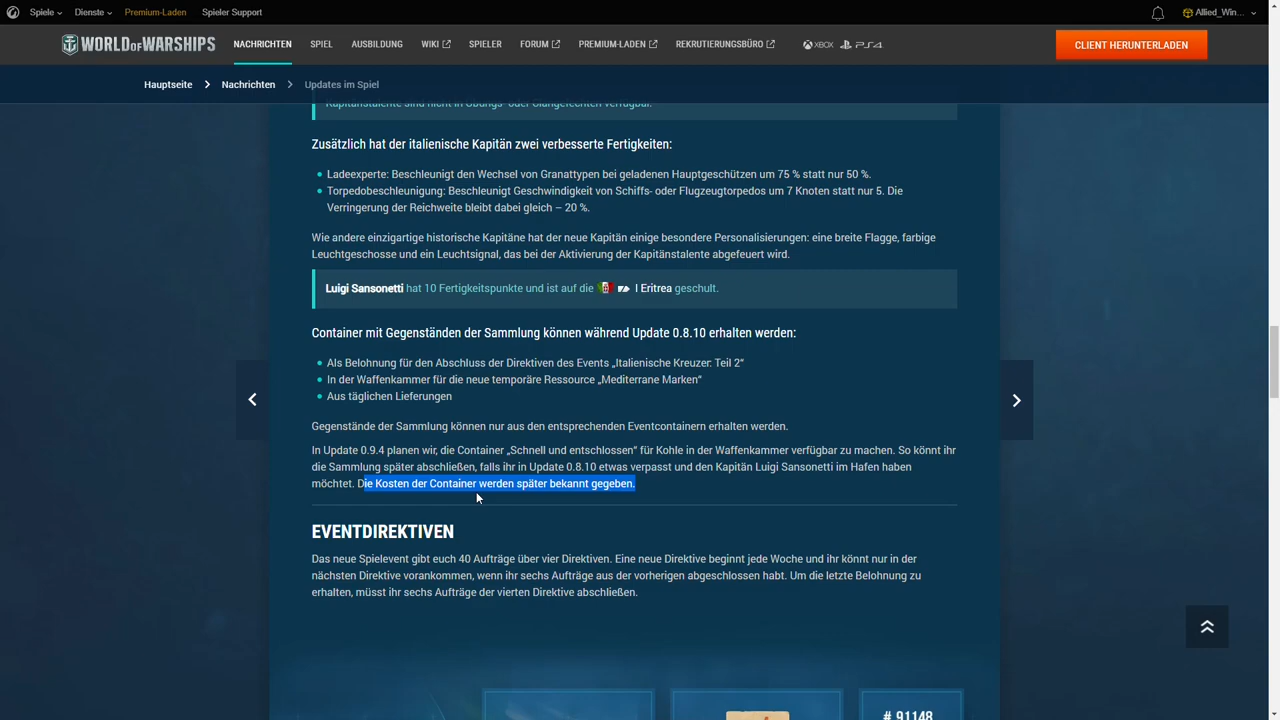 Spiele Dienste Premium-Laden Spieler Support Allied_Win...
WORLD OF WARSHIPS NACHRICHTEN SPIEL AUSBILDUNG WIKI SPIELER FORUM PREMIUM-LADEN REKRUTIERUNGSBÜRO XBOX PS4 CLIENT HERUNTERLADEN
Hauptseite Nachrichten Updates im Spiel
Kapitänstalente sind nicht in Übungs- oder Clangefechten verfügbar.
Zusätzlich hat der italienische Kapitän zwei verbesserte Fertigkeiten:
Ladeexperte: Beschleunigt den Wechsel von Granattypen bei geladenen Hauptgeschützen um 75 % statt nur 50 %.
Torpedobeschleunigung: Beschleunigt Geschwindigkeit von Schiffs- oder Flugzeugtorpedos um 7 Knoten statt nur 5. Die
Verringerung der Reichweite bleibt dabei gleich – 20 %.
Wie andere einzigartige historische Kapitäne hat der neue Kapitän einige besondere Personalisierungen: eine breite Flagge, farbige
Leuchtgeschosse und ein Leuchtsignal, das bei der Aktivierung der Kapitänstalente abgefeuert wird.
Luigi Sansonetti hat 10 Fertigkeitspunkte und ist auf die I Eritrea geschult.
Container mit Gegenständen der Sammlung können während Update 0.8.10 erhalten werden:
Als Belohnung für den Abschluss der Direktiven des Events „Italienische Kreuzer: Teil 2“
In der Waffenkammer für die neue temporäre Ressource „Mediterrane Marken“
Aus täglichen Lieferungen
Gegenstände der Sammlung können nur aus den entsprechenden Eventcontainern erhalten werden.
In Update 0.9.4 planen wir, die Container „Schnell und entschlossen“ für Kohle in der Waffenkammer verfügbar zu machen. So könnt ihr
die Sammlung später abschließen, falls ihr in Update 0.8.10 etwas verpasst und den Kapitän Luigi Sansonetti im Hafen haben
möchtet. Die Kosten der Container werden später bekannt gegeben.
EVENTDIREKTIVEN
Das neue Spielevent gibt euch 40 Aufträge über vier Direktiven. Eine neue Direktive beginnt jede Woche und ihr könnt nur in der
nächsten Direktive vorankommen, wenn ihr sechs Aufträge aus der vorherigen abgeschlossen habt. Um die letzte Belohnung zu
erhalten, müsst ihr sechs Aufträge der vierten Direktive abschließen.
# 91148